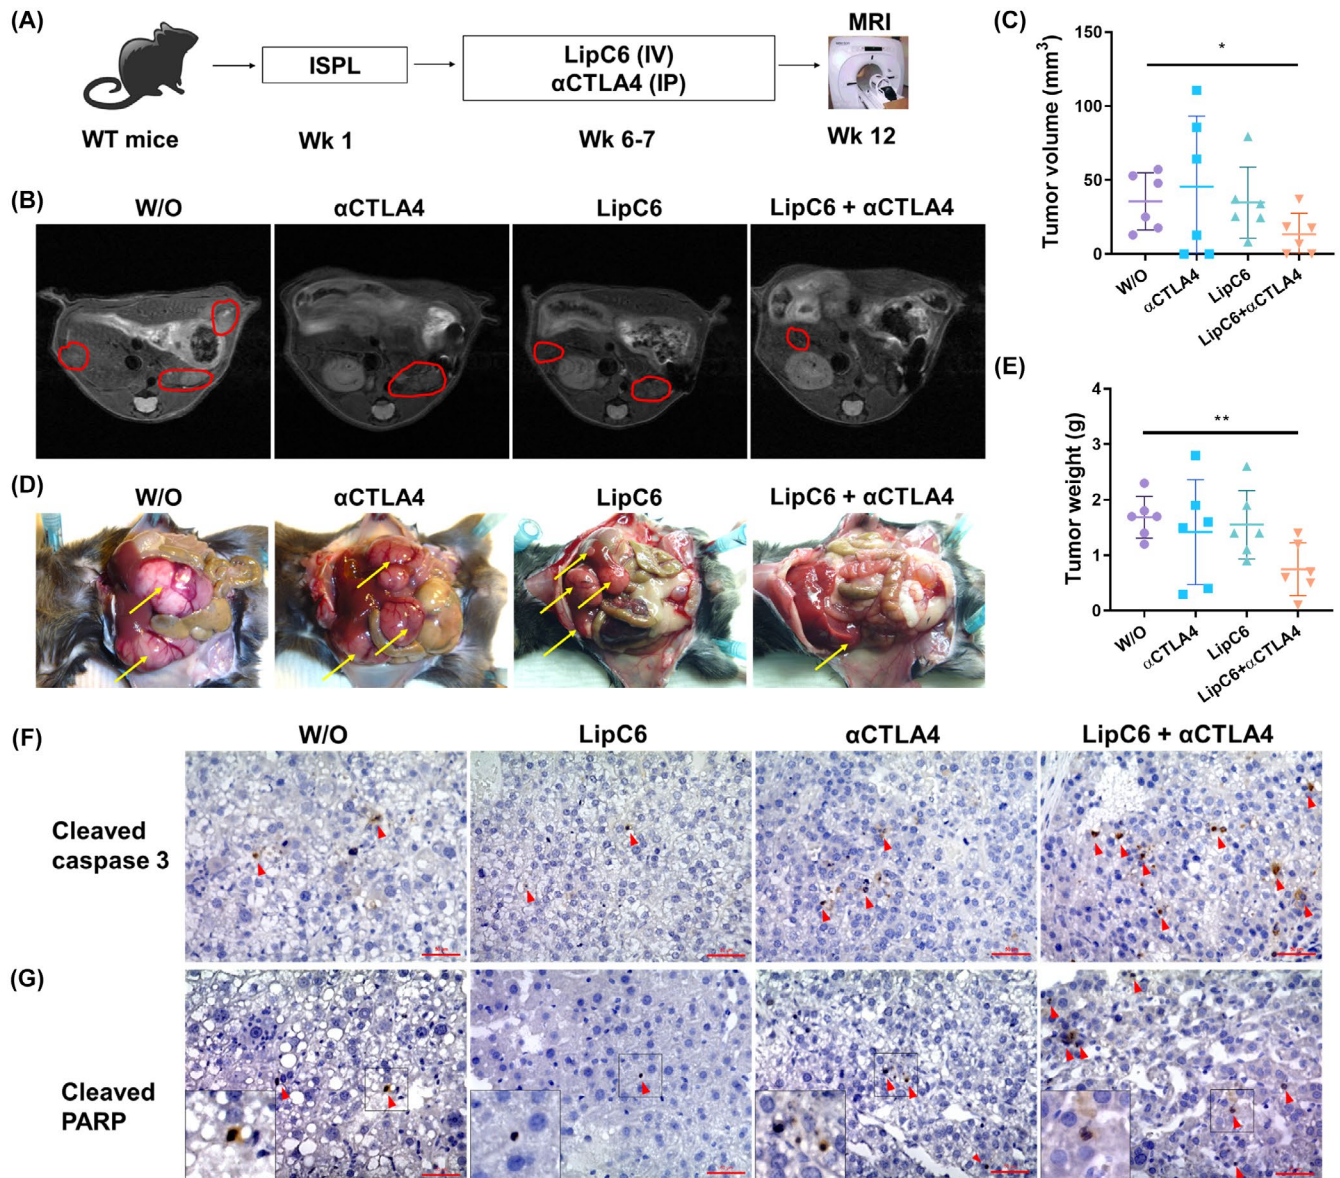 (A)
WT mice
ISPL
Wk 1
LipC6 (IV)
αCTLA4 (IP)
Wk 6-7
MRI
Wk 12
(B)
W/O
αCTLA4
LipC6
LipC6 + αCTLA4
(C)
Tumor volume (mm³)
150
100
50
0
*
W/O
αCTLA4
LipC6
LipC6+αCTLA4
(D)
W/O
αCTLA4
LipC6
LipC6 + αCTLA4
(E)
Tumor weight (g)
4
3
2
1
0
**
W/O
αCTLA4
LipC6
LipC6+αCTLA4
(F)
W/O
LipC6
αCTLA4
LipC6 + αCTLA4
Cleaved
caspase 3
(G)
Cleaved
PARP